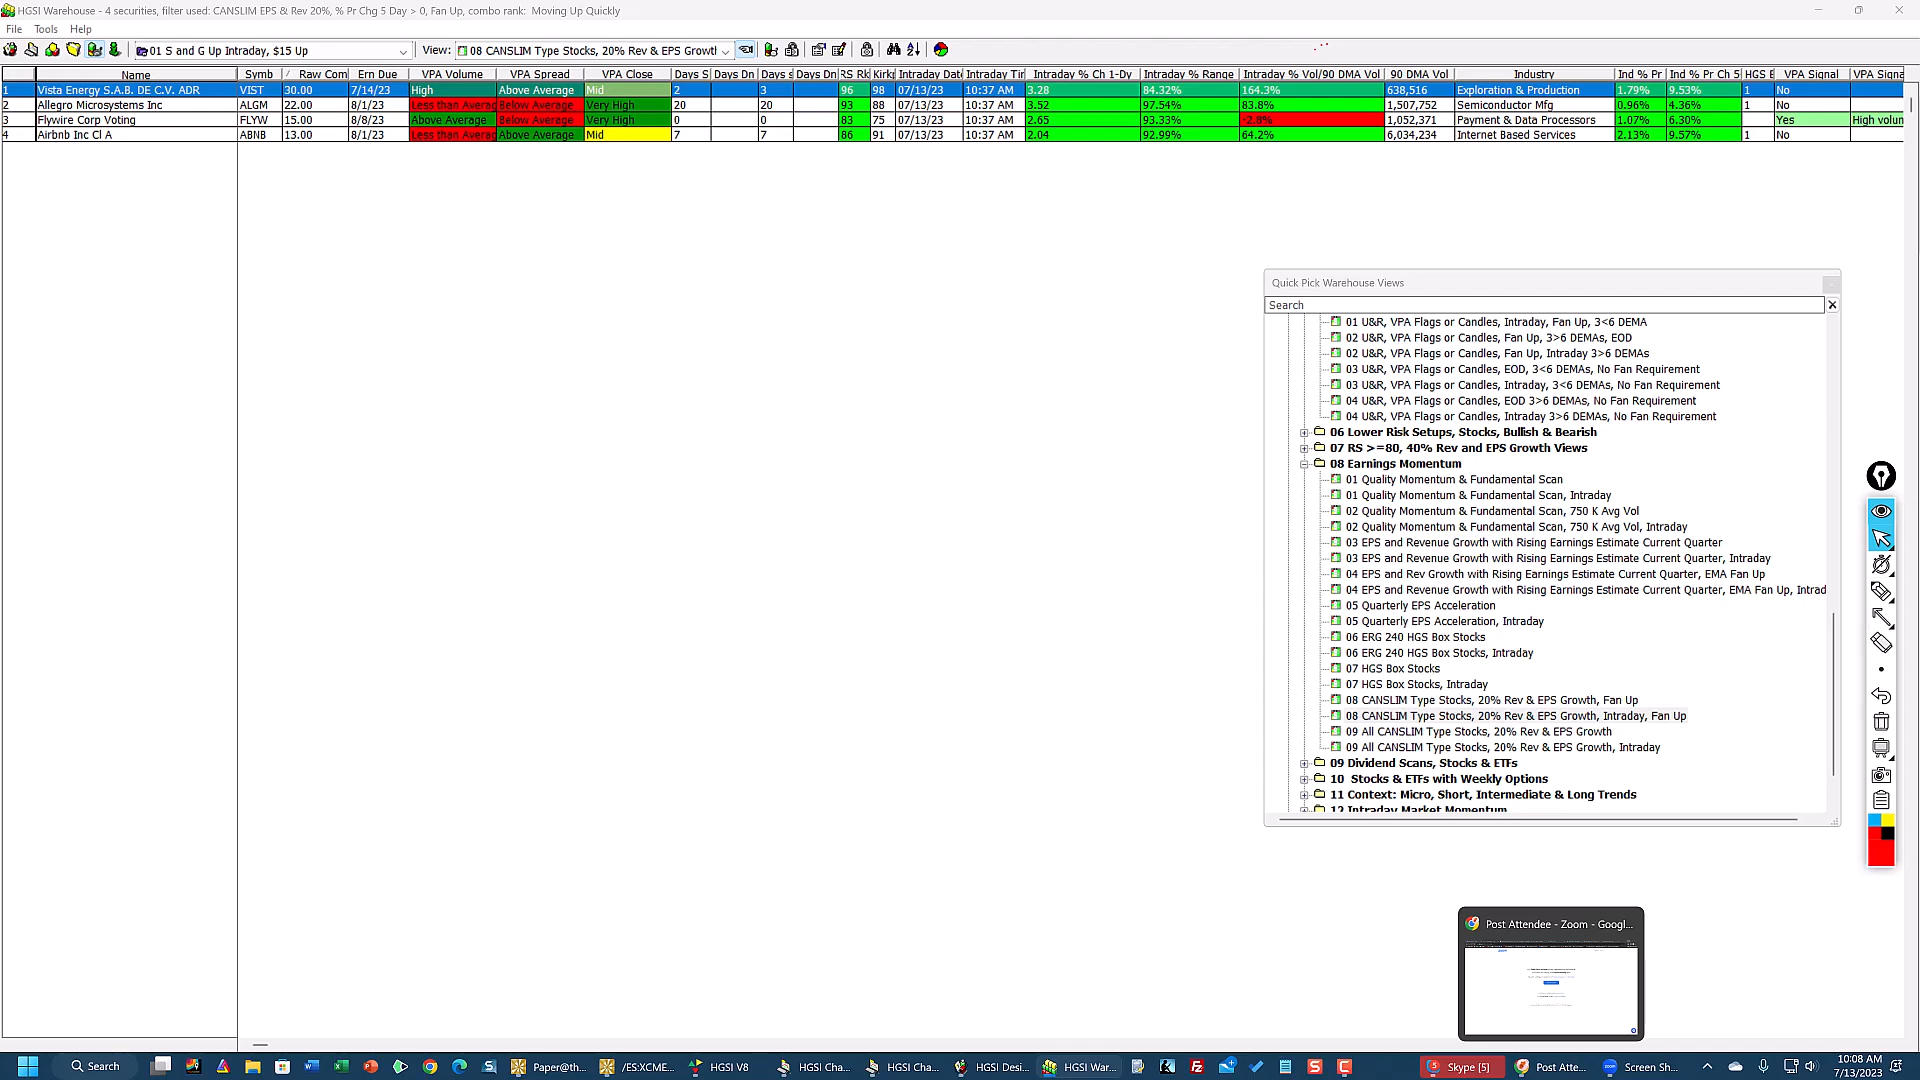 HGSI Warehouse - 4 securities, filter used: CANSLIM EPS & Rev 20%, % Pr Chg 5 Day > 0, Fan Up, combo rank:  Moving Up Quickly
File Tools Help
01 S and G Up Intraday, $15 Up View: 08 CANSLIM Type Stocks, 20% Rev & EPS Growth
Name Symb Raw Com Ern Due VPA Volume VPA Spread VPA Close Days S Days Dn Days s Days Dn RS Rk Kirkp Intraday Date Intraday Tir Intraday % Ch 1-Dy Intraday % Range Intraday % Vol/90 DMA Vol 90 DMA Vol Industry Ind % Pr Ind % Pr Ch 5 HGS E VPA Signal VPA Signa
1 Vista Energy S.A.B. DE C.V. ADR VIST 30.00 7/14/23 High Above Average Mid 2 3 96 98 07/13/23 10:37 AM 3.28 84.32% 164.3% 638,516 Exploration & Production 1.79% 9.53% 1 No
2 Allegro Microsystems Inc ALGM 22.00 8/1/23 Less than Averag Below Average Very High 20 20 93 88 07/13/23 10:37 AM 3.52 97.54% 83.8% 1,507,752 Semiconductor Mfg 0.96% 4.36% 1 No
3 Flywire Corp Voting FLYW 15.00 8/8/23 Above Average Below Average Very High 0 0 83 75 07/13/23 10:37 AM 2.65 93.33% -2.8% 1,052,371 Payment & Data Processors 1.07% 6.30% Yes High volun
4 Airbnb Inc Cl A ABNB 13.00 8/1/23 Less than Averag Above Average Mid 7 7 86 91 07/13/23 10:37 AM 2.04 92.99% 64.2% 6,034,234 Internet Based Services 2.13% 9.57% 1 No
Quick Pick Warehouse Views
Search
01 U&R, VPA Flags or Candles, Intraday, Fan Up, 3<6 DEMA
02 U&R, VPA Flags or Candles, Fan Up, 3>6 DEMAs, EOD
02 U&R, VPA Flags or Candles, Fan Up, Intraday 3>6 DEMAs
03 U&R, VPA Flags or Candles, EOD, 3<6 DEMAs, No Fan Requirement
03 U&R, VPA Flags or Candles, Intraday, 3<6 DEMAs, No Fan Requirement
04 U&R, VPA Flags or Candles, EOD 3>6 DEMAs, No Fan Requirement
04 U&R, VPA Flags or Candles, Intraday 3>6 DEMAs, No Fan Requirement
06 Lower Risk Setups, Stocks, Bullish & Bearish
07 RS >=80, 40% Rev and EPS Growth Views
08 Earnings Momentum
01 Quality Momentum & Fundamental Scan
01 Quality Momentum & Fundamental Scan, Intraday
02 Quality Momentum & Fundamental Scan, 750 K Avg Vol
02 Quality Momentum & Fundamental Scan, 750 K Avg Vol, Intraday
03 EPS and Revenue Growth with Rising Earnings Estimate Current Quarter
03 EPS and Revenue Growth with Rising Earnings Estimate Current Quarter, Intraday
04 EPS and Rev Growth with Rising Earnings Estimate Current Quarter, EMA Fan Up
04 EPS and Revenue Growth with Rising Earnings Estimate Current Quarter, EMA Fan Up, Intrad
05 Quarterly EPS Acceleration
05 Quarterly EPS Acceleration, Intraday
06 ERG 240 HGS Box Stocks
06 ERG 240 HGS Box Stocks, Intraday
07 HGS Box Stocks
07 HGS Box Stocks, Intraday
08 CANSLIM Type Stocks, 20% Rev & EPS Growth, Fan Up
08 CANSLIM Type Stocks, 20% Rev & EPS Growth, Intraday, Fan Up
09 All CANSLIM Type Stocks, 20% Rev & EPS Growth
09 All CANSLIM Type Stocks, 20% Rev & EPS Growth, Intraday
09 Dividend Scans, Stocks & ETFs
10  Stocks & ETFs with Weekly Options
11 Context: Micro, Short, Intermediate & Long Trends
12 Intraday Market Momentum
Post Attendee - Zoom - Googl...
Search Paper@th... /ES:XCME... HGSI V8 HGSI Cha... HGSI Cha... HGSI Desi... HGSI War... Skype [5] Post Atte... Screen Sh... 10:08 AM
7/13/2023